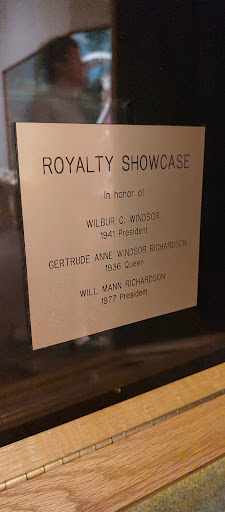 ROYALTY SHOWCASE
In honor of
WILBUR C. WINDSOR
1941 President
GERTRUDE ANNE WINDSOR RICHARDSON
1936 Queen
WILL MANN RICHARDSON
1977 President